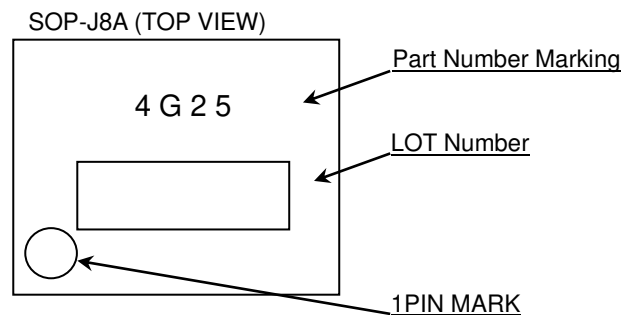 SOP-J8A (TOP VIEW)
Part Number Marking
4 G 2 5
LOT Number
1PIN MARK